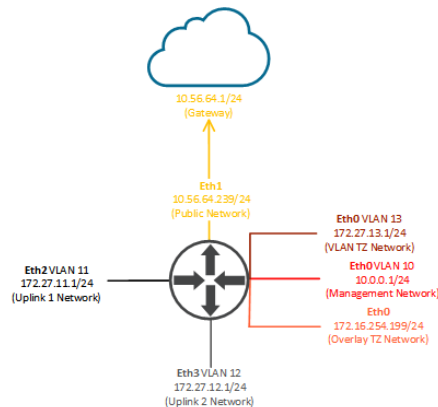 10.56.64.1/24
(Gateway)
Eth1
10.56.64.239/24
(Public Network)
Eth2 VLAN 11
172.27.11.1/24
(Uplink 1 Network)
Eth0 VLAN 13
172.27.13.1/24
(VLAN TZ Network)
Eth0 VLAN 10
10.0.0.1/24
(Management Network)
Eth0
172.16.254.199/24
(Overlay TZ Network)
Eth3 VLAN 12
172.27.12.1/24
(Uplink 2 Network)